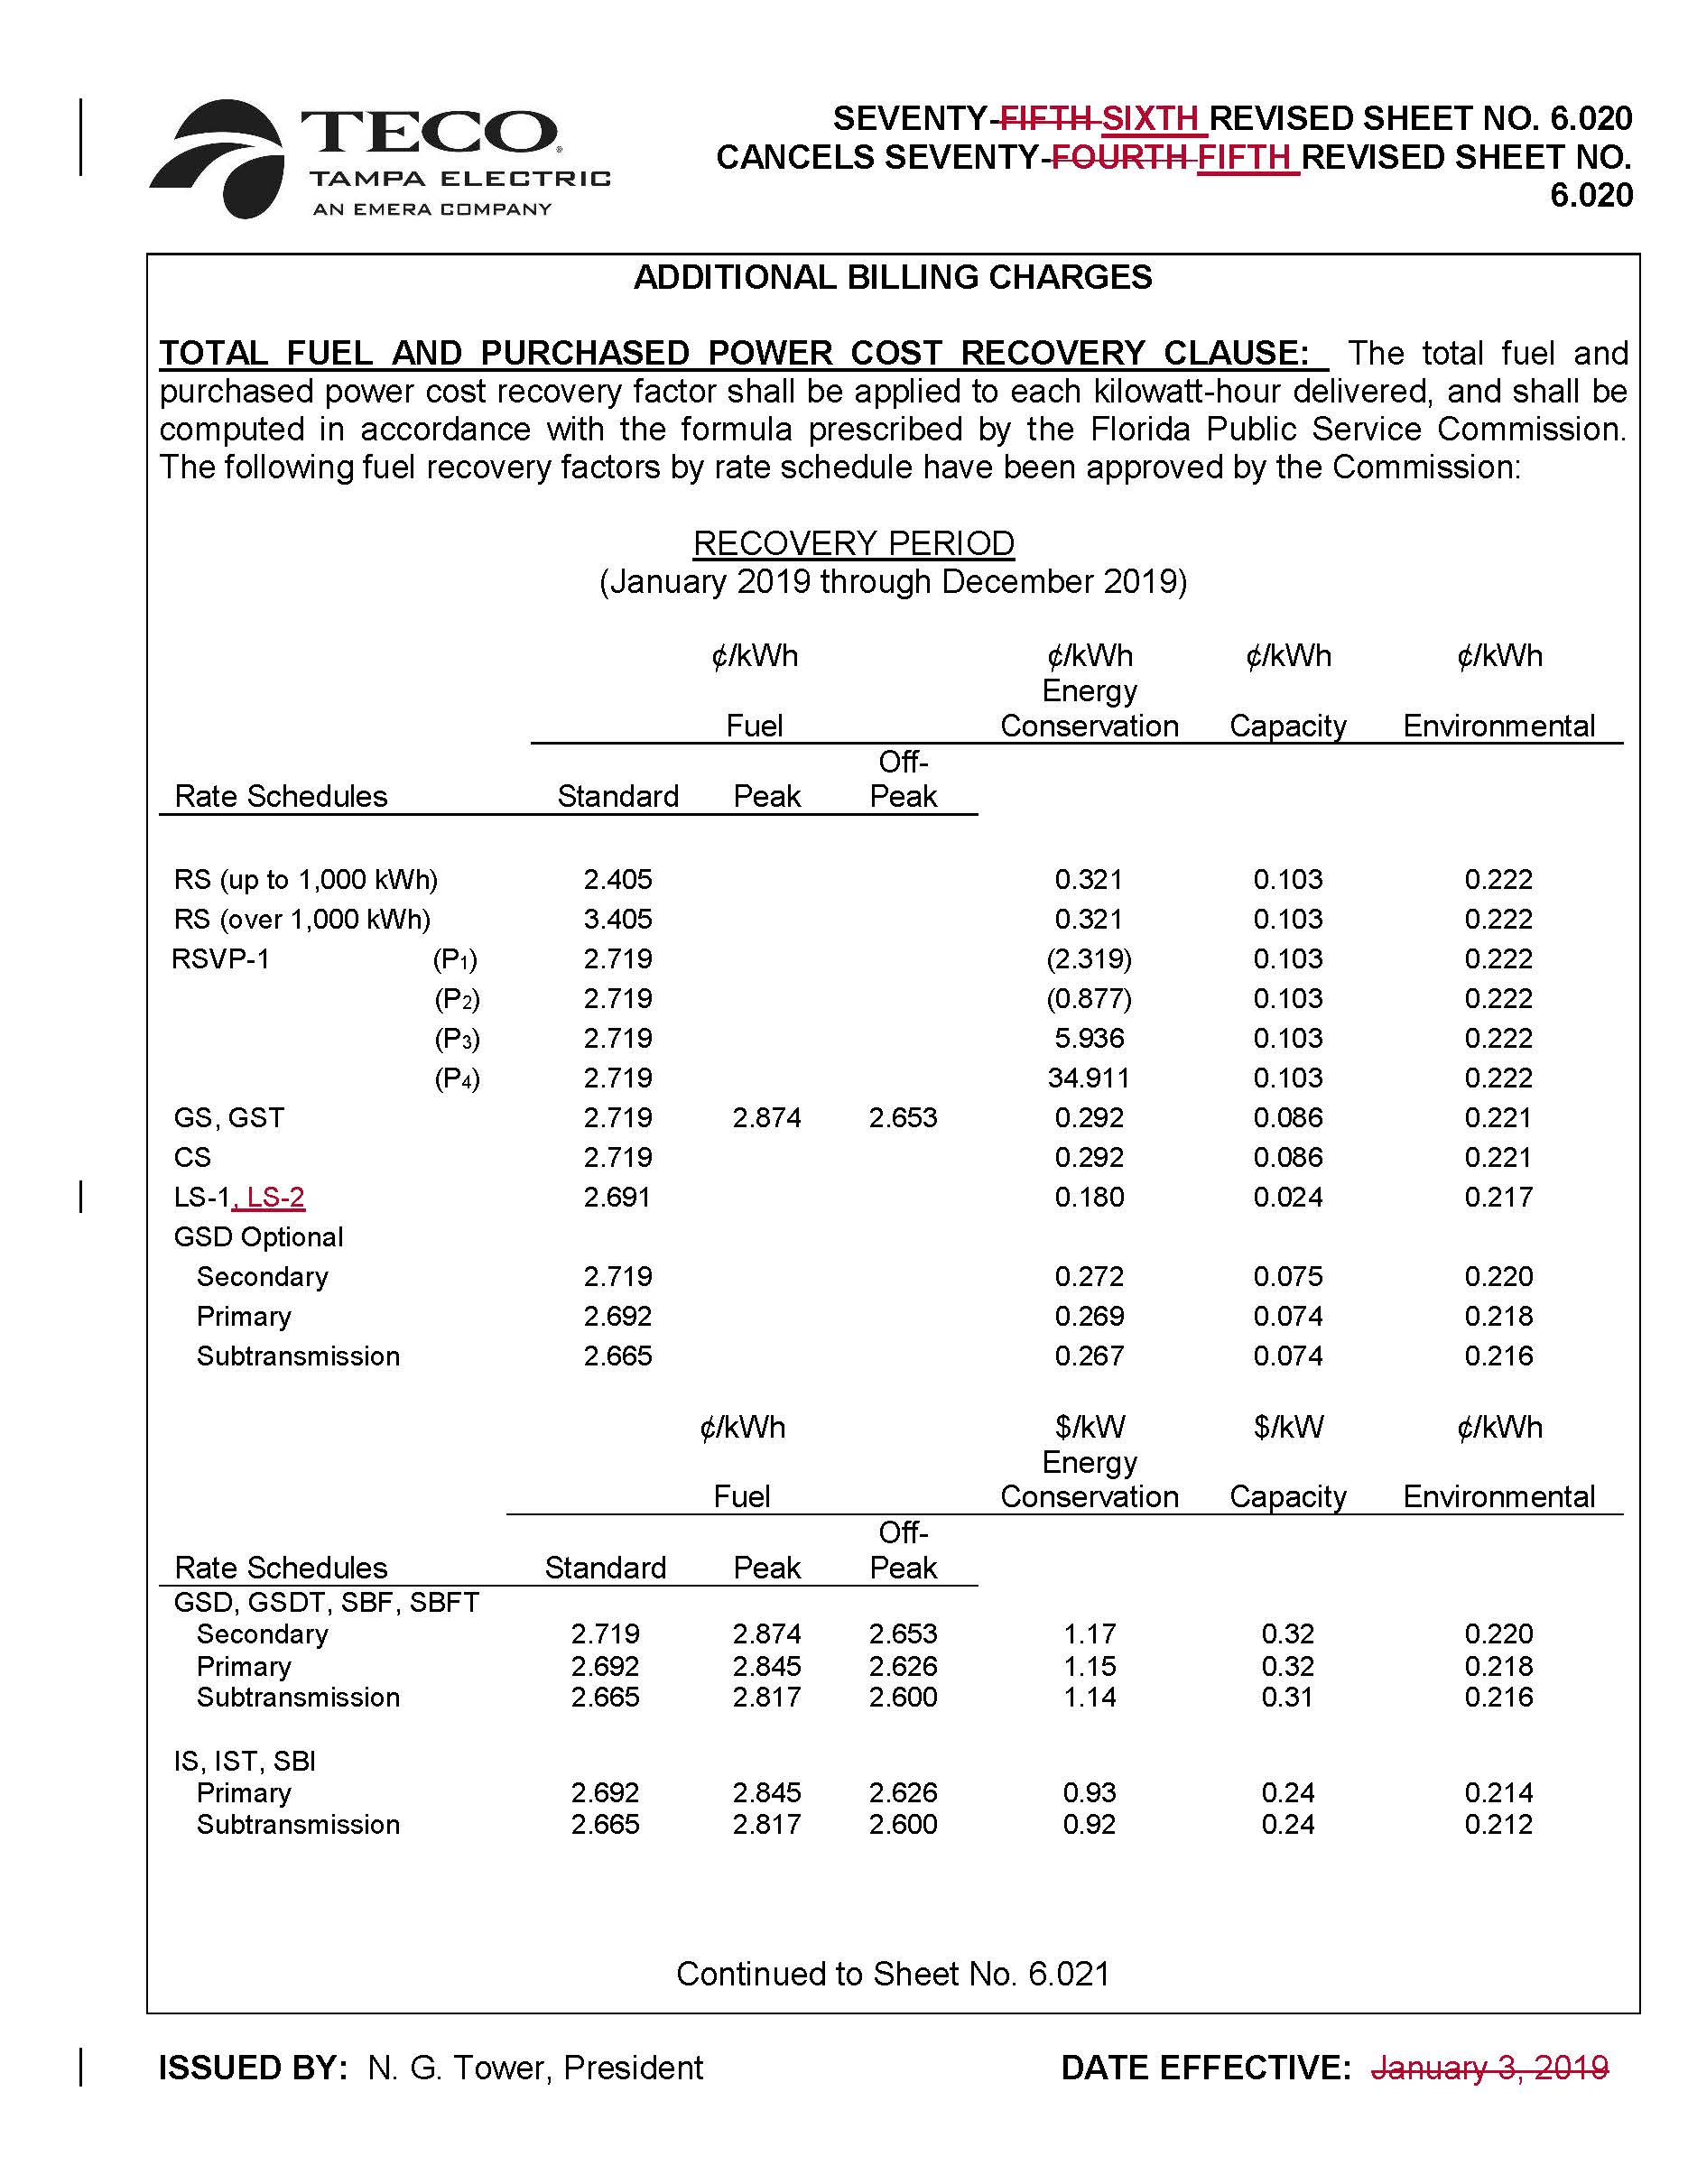 TECO®
TAMPA ELECTRIC
AN EMERA COMPANY
SEVENTY-FIFTH SIXTH REVISED SHEET NO. 6.020
CANCELS SEVENTY-FOURTH FIFTH REVISED SHEET NO.
6.020
ADDITIONAL BILLING CHARGES
TOTAL FUEL AND PURCHASED POWER COST RECOVERY CLAUSE: The total fuel and
purchased power cost recovery factor shall be applied to each kilowatt-hour delivered, and shall be
computed in accordance with the formula prescribed by the Florida Public Service Commission.
The following fuel recovery factors by rate schedule have been approved by the Commission:
RECOVERY PERIOD
(January 2019 through December 2019)
¢/kWh ¢/kWh ¢/kWh ¢/kWh
Energy
Fuel Conservation Capacity Environmental
Off-
Rate Schedules Standard Peak Peak
RS (up to 1,000 kWh) 2.405 0.321 0.103 0.222
RS (over 1,000 kWh) 3.405 0.321 0.103 0.222
RSVP-1 (P1) 2.719 (2.319) 0.103 0.222
(P2) 2.719 (0.877) 0.103 0.222
(P3) 2.719 5.936 0.103 0.222
(P4) 2.719 34.911 0.103 0.222
GS, GST 2.719 2.874 2.653 0.292 0.086 0.221
CS 2.719 0.292 0.086 0.221
LS-1, LS-2 2.691 0.180 0.024 0.217
GSD Optional
Secondary 2.719 0.272 0.075 0.220
Primary 2.692 0.269 0.074 0.218
Subtransmission 2.665 0.267 0.074 0.216
¢/kWh $/kW $/kW ¢/kWh
Energy
Fuel Conservation Capacity Environmental
Off-
Rate Schedules Standard Peak Peak
GSD, GSDT, SBF, SBFT
Secondary 2.719 2.874 2.653 1.17 0.32 0.220
Primary 2.692 2.845 2.626 1.15 0.32 0.218
Subtransmission 2.665 2.817 2.600 1.14 0.31 0.216
IS, IST, SBI
Primary 2.692 2.845 2.626 0.93 0.24 0.214
Subtransmission 2.665 2.817 2.600 0.92 0.24 0.212
Continued to Sheet No. 6.021
ISSUED BY: N. G. Tower, President DATE EFFECTIVE: January 3, 2019